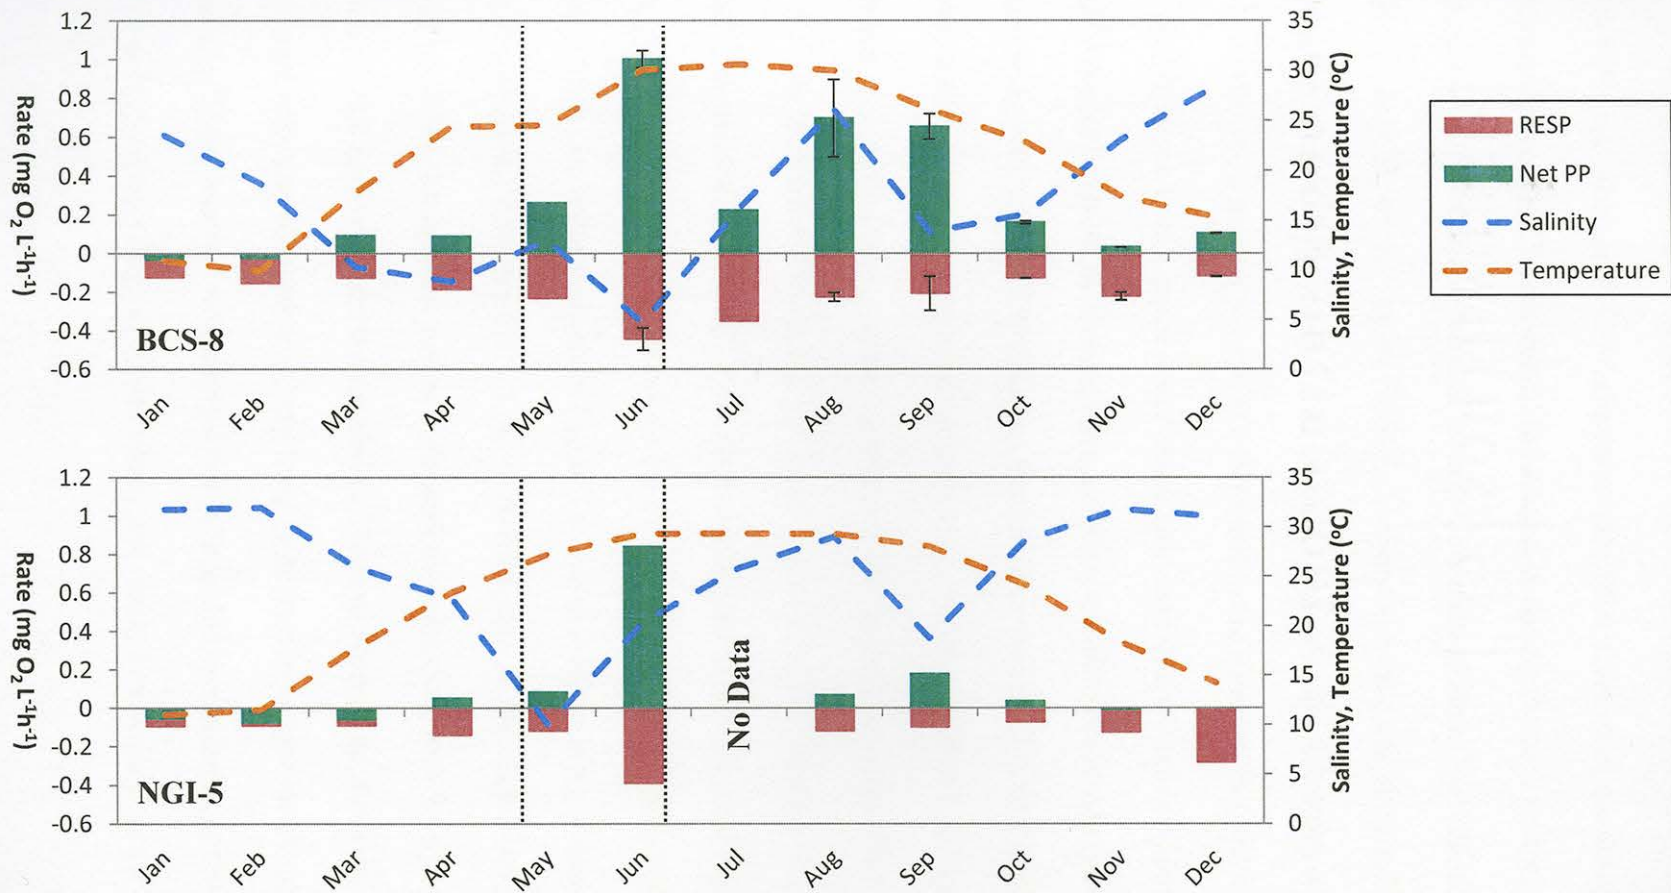 1.2
1
0.8
0.6
0.4
0.2
0
-0.2
-0.4
-0.6
Rate (mg O2 L-1h-1)
35
30
25
20
15
10
5
0
Salinity, Temperature (ºC)
BCS-8
Jan Feb Mar Apr May Jun Jul Aug Sep Oct Nov Dec
RESP
Net PP
Salinity
Temperature
1.2
1
0.8
0.6
0.4
0.2
0
-0.2
-0.4
-0.6
Rate (mg O2 L-1h-1)
35
30
25
20
15
10
5
0
Salinity, Temperature (ºC)
No Data
NGI-5
Jan Feb Mar Apr May Jun Jul Aug Sep Oct Nov Dec